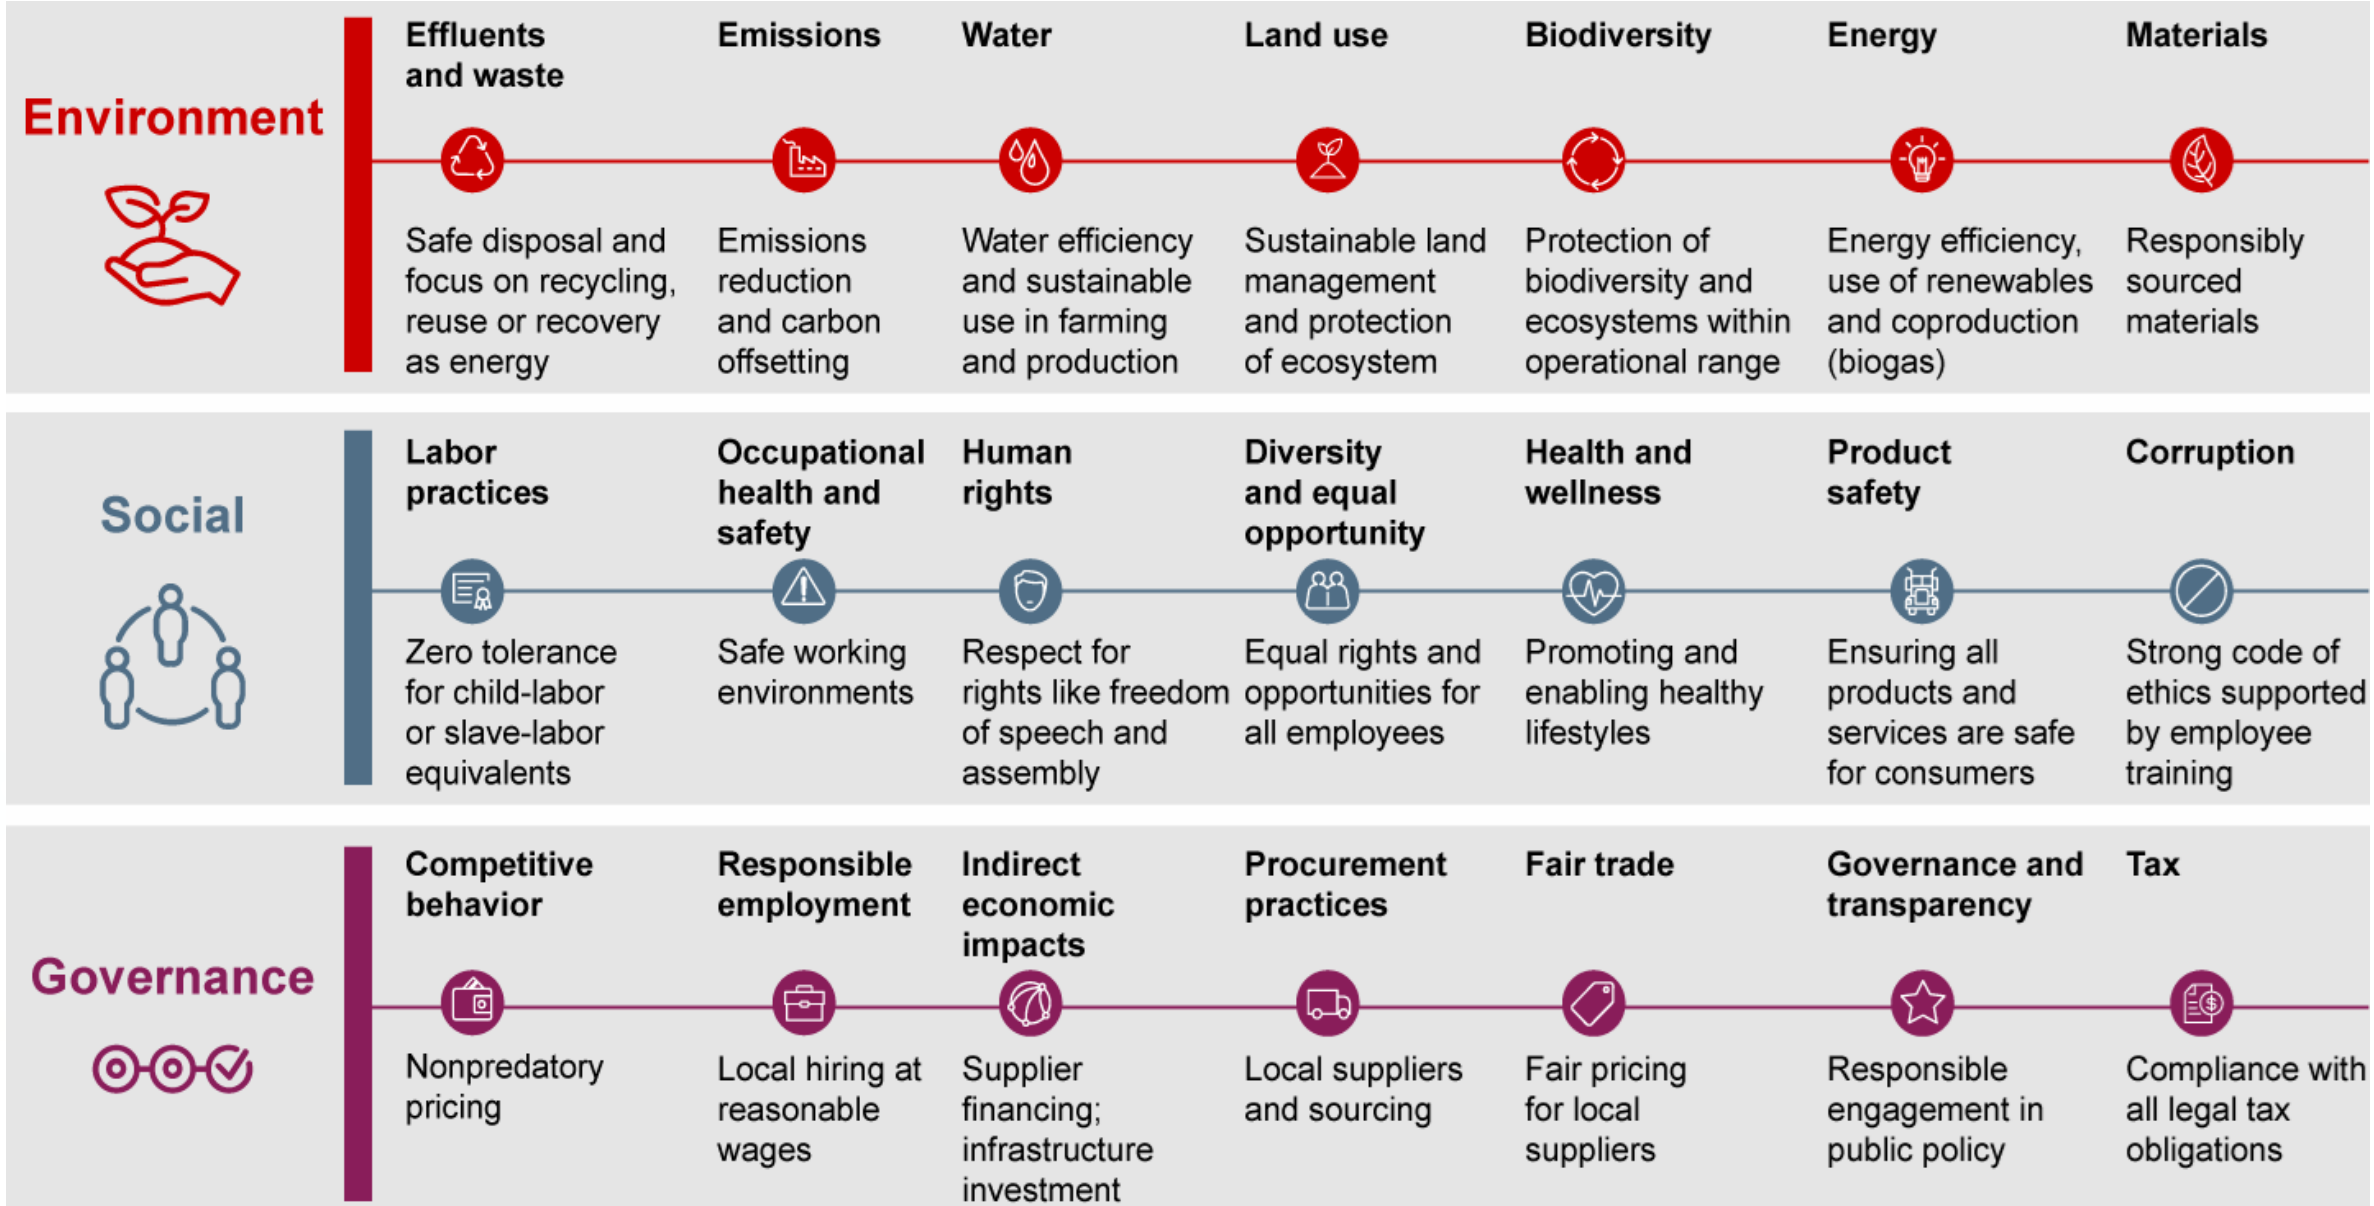 Environment
Effluents
and waste
Safe disposal and
focus on recycling,
reuse or recovery
as energy
Emissions
Emissions
reduction
and carbon
offsetting
Water
Water efficiency
and sustainable
use in farming
and production
Land use
Sustainable land
management
and protection
of ecosystem
Biodiversity
Protection of
biodiversity and
ecosystems within
operational range
Energy
Energy efficiency,
use of renewables
and coproduction
(biogas)
Materials
Responsibly
sourced
materials
Social
Labor
practices
Zero tolerance
for child-labor
or slave-labor
equivalents
Occupational
health and
safety
Safe working
environments
Human
rights
Respect for
rights like freedom
of speech and
assembly
Diversity
and equal
opportunity
Equal rights and
opportunities for
all employees
Health and
wellness
Promoting and
enabling healthy
lifestyles
Product
safety
Ensuring all
products and
services are safe
for consumers
Corruption
Strong code of
ethics supported
by employee
training
Governance
Competitive
behavior
Nonpredatory
pricing
Responsible
employment
Local hiring at
reasonable
wages
Indirect
economic
impacts
Supplier
financing;
infrastructure
investment
Procurement
practices
Local suppliers
and sourcing
Fair trade
Fair pricing
for local
suppliers
Governance and
transparency
Responsible
engagement in
public policy
Tax
$
Compliance with
all legal tax
obligations